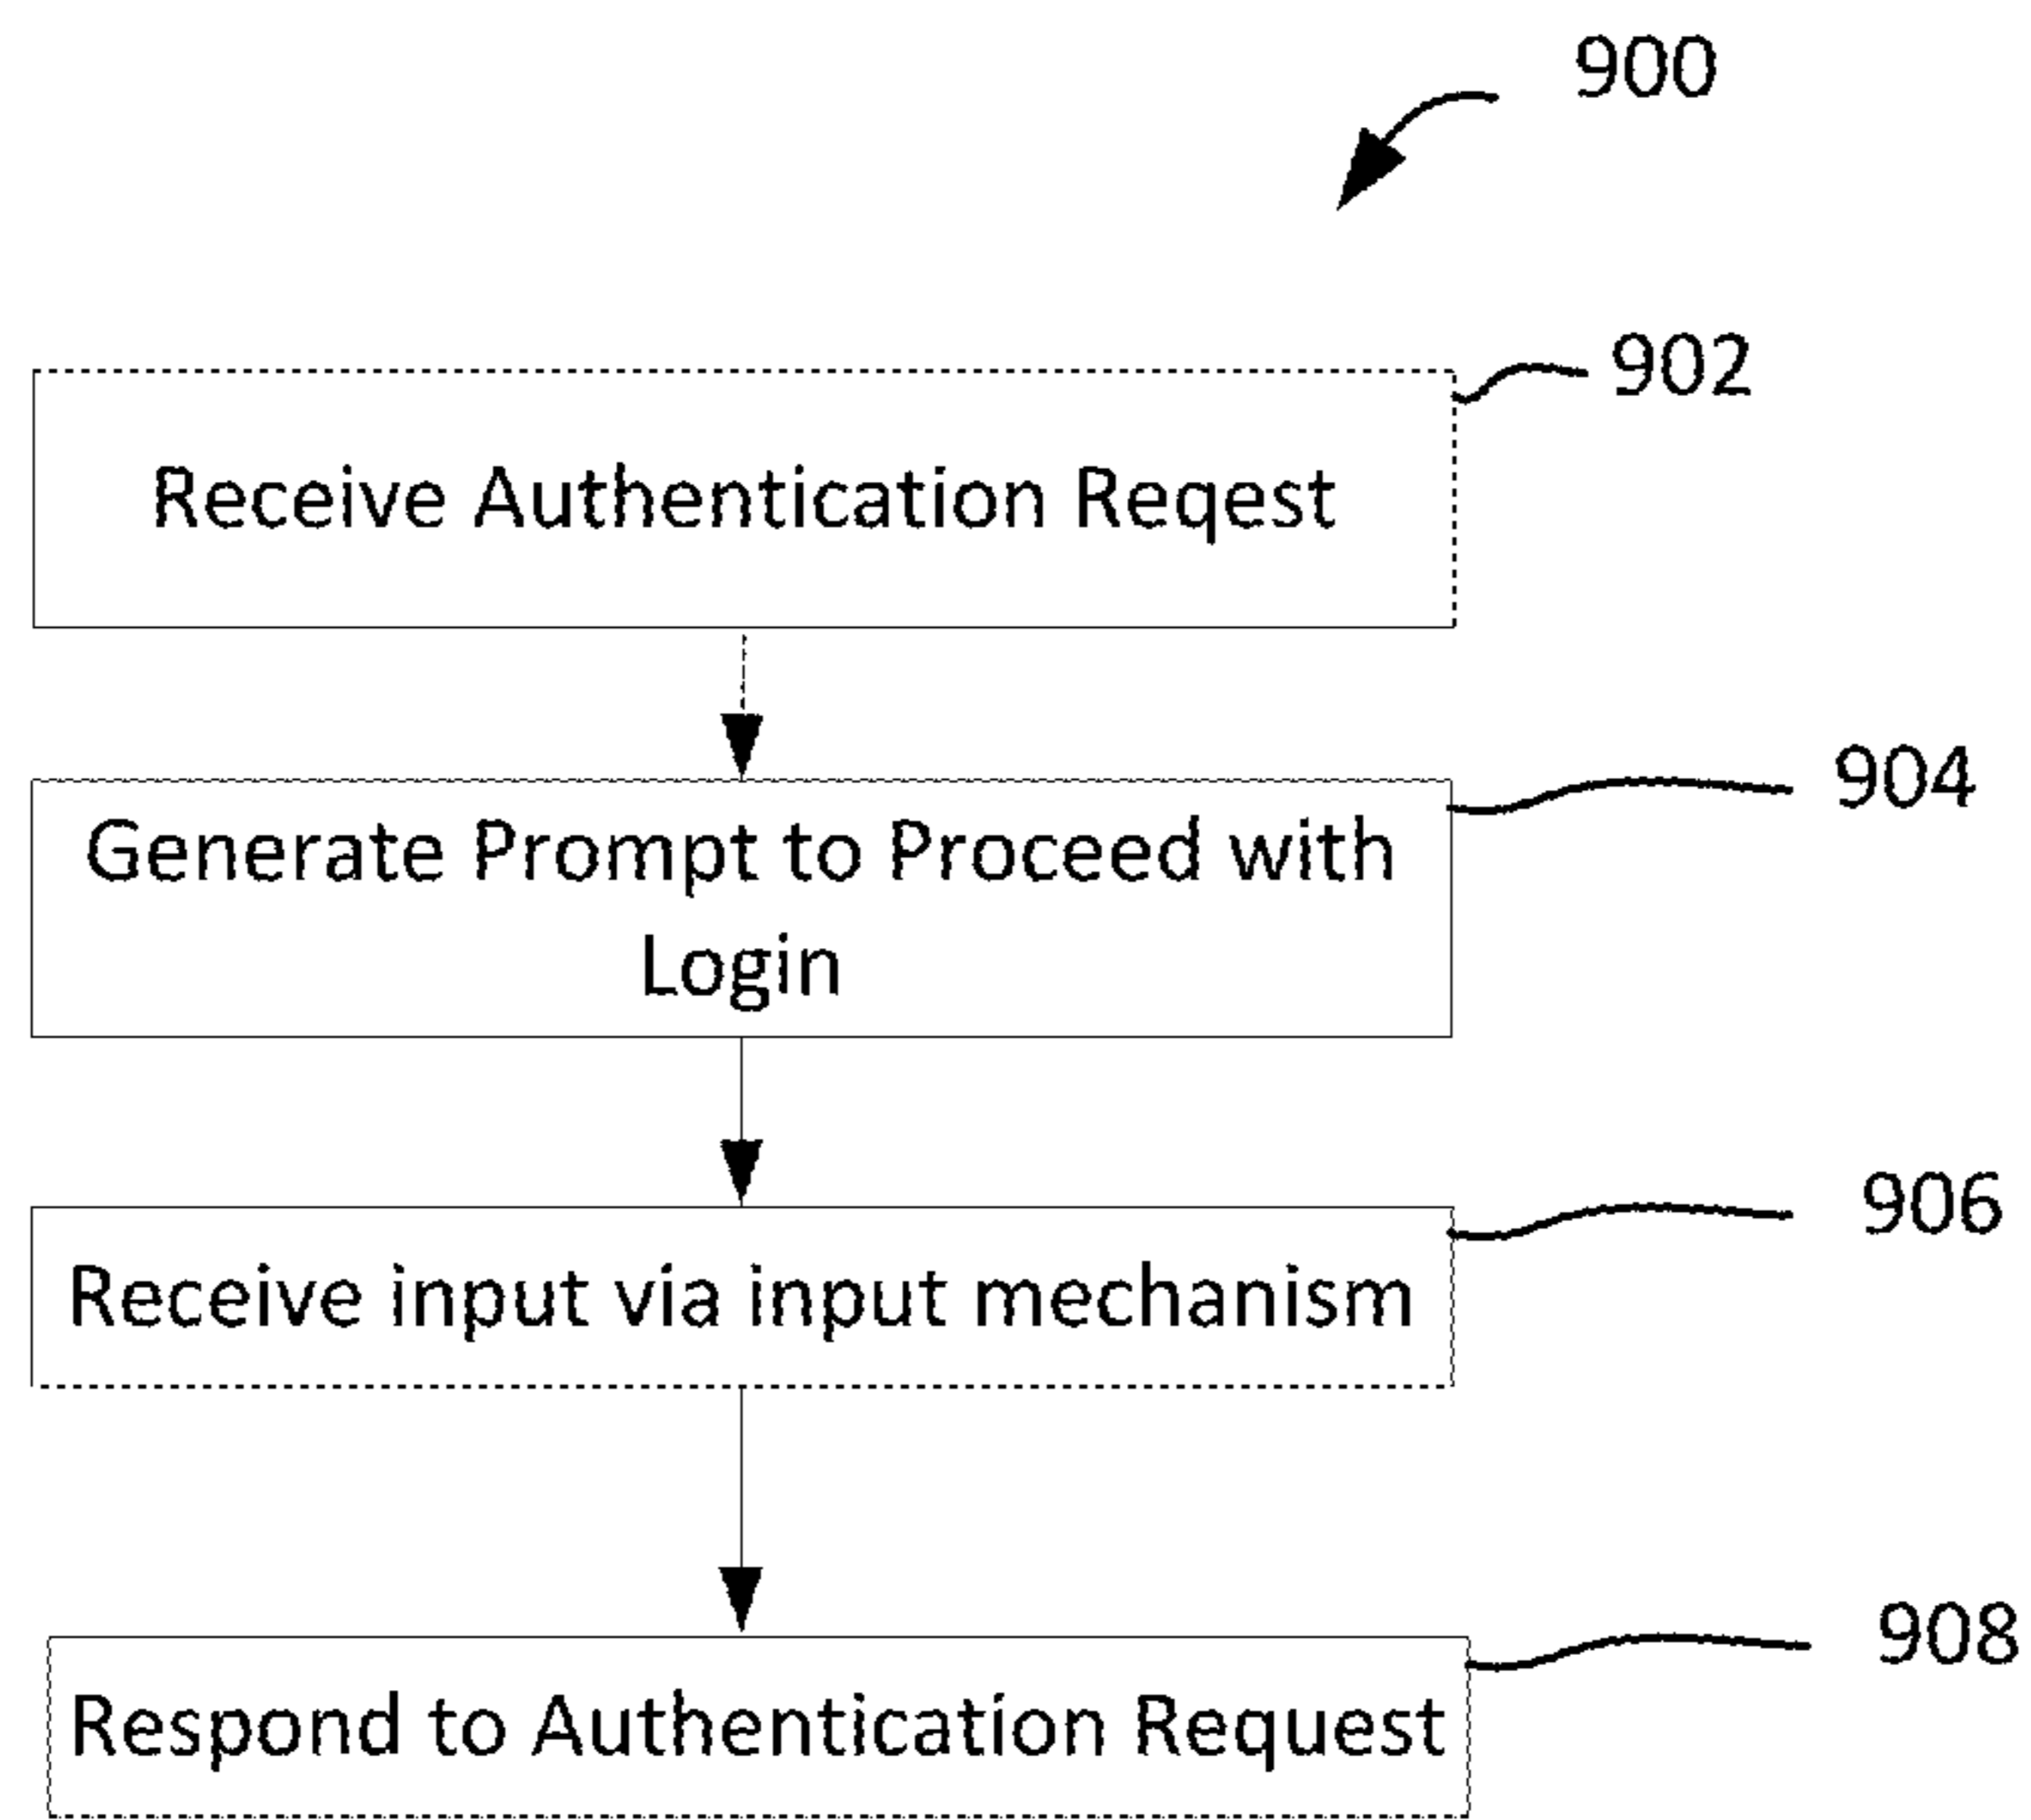 900
902
Receive Authentication Reqest
904
Generate Prompt to Proceed with
Login
906
Receive input via input mechanism
908
Respond to Authentication Request